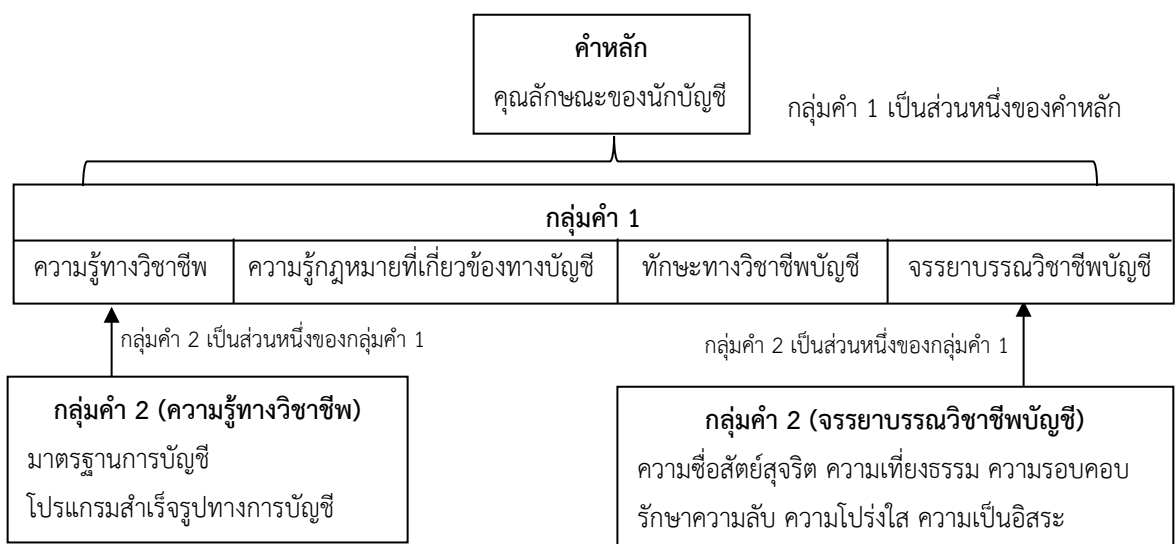 คำหลัก
คุณลักษณะของนักบัญชี
กลุ่มคำ 1 เป็นส่วนหนึ่งของคำหลัก
กลุ่มคำ 1
ความรู้ทางวิชาชีพ ความรู้กฎหมายที่เกี่ยวข้องทางบัญชี ทักษะทางวิชาชีพบัญชี จรรยาบรรณวิชาชีพบัญชี
กลุ่มคำ 2 เป็นส่วนหนึ่งของกลุ่มคำ 1
กลุ่มคำ 2 เป็นส่วนหนึ่งของกลุ่มคำ 1
กลุ่มคำ 2 (ความรู้ทางวิชาชีพ)
มาตรฐานการบัญชี
โปรแกรมสำเร็จรูปทางการบัญชี
กลุ่มคำ 2 (จรรยาบรรณวิชาชีพบัญชี)
ความซื่อสัตย์สุจริต ความเที่ยงธรรม ความรอบคอบ
รักษาความลับ ความโปร่งใส ความเป็นอิสระ